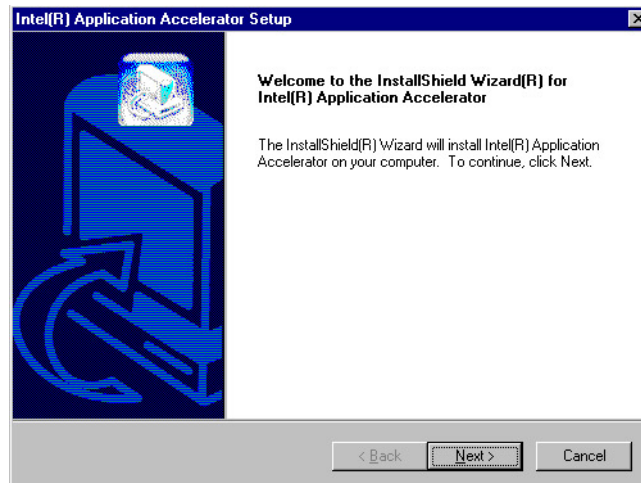 Intel(R) Application Accelerator Setup
Welcome to the InstallShield Wizard(R) for
Intel(R) Application Accelerator
The InstallShield(R) Wizard will install Intel(R) Application
Accelerator on your computer. To continue, click Next.
< Back
Next >
Cancel